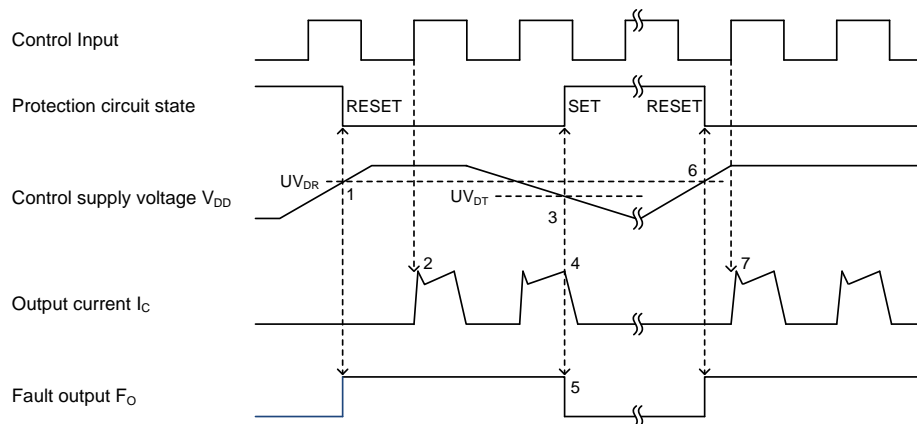 Control Input
Protection circuit state
RESET
SET
RESET
UV_DR
1
6
Control supply voltage V_DD
UV_DT
3
2
4
7
Output current I_C
Fault output F_O
5